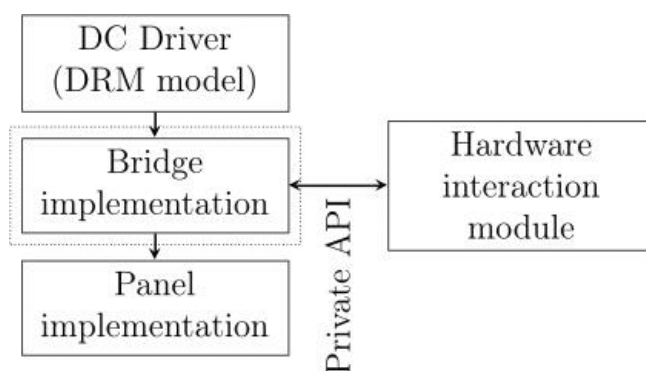 DC Driver
(DRM model)
Bridge
implementation
Panel
implementation
Private API
Hardware
interaction
module